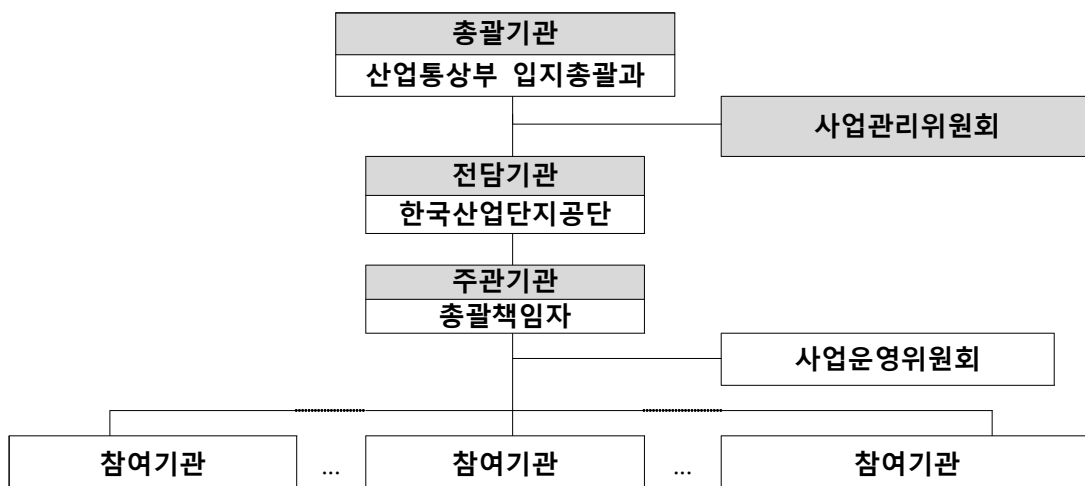 총괄기관
산업통상부 입지총괄과
사업관리위원회
전담기관
한국산업단지공단
주관기관
총괄책임자
사업운영위원회
참여기관 ... 참여기관 ... 참여기관